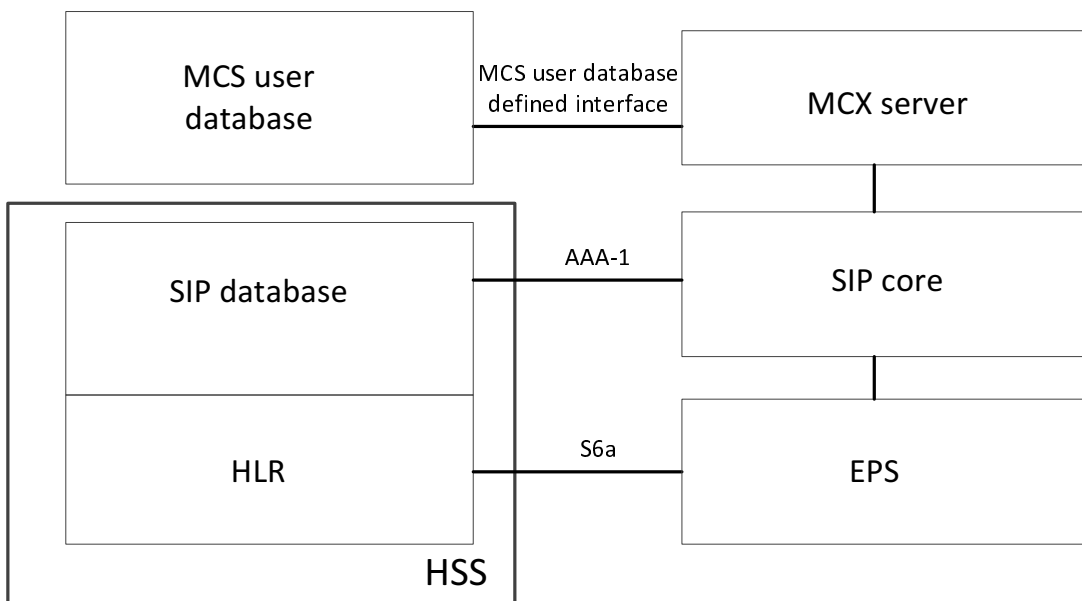 MCS user
database
MCS user database
defined interface
MCX server
SIP database
AAA-1
SIP core
HLR
S6a
EPS
HSS